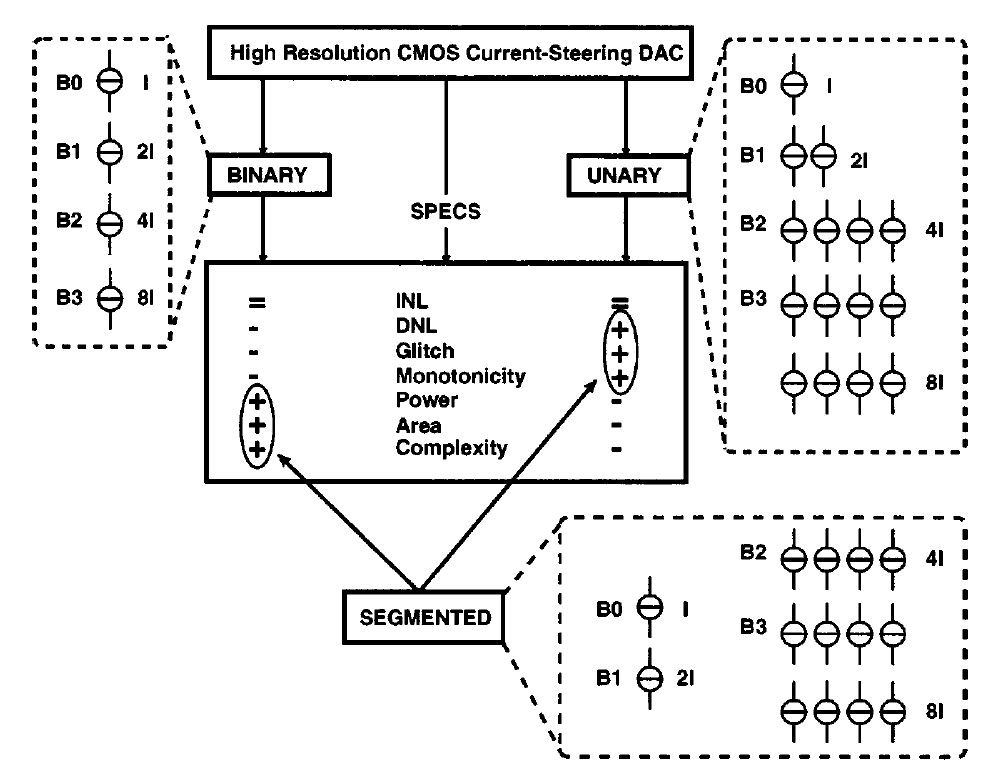 High Resolution CMOS Current-Steering DAC
B0 I
B1 2I
B2 4I
B3 8I
BINARY
SPECS
UNARY
B0 I
B1 2I
B2 4I
B3
8I
= INL =
- DNL +
- Glitch +
- Monotonicity +
+ Power -
+ Area -
+ Complexity -
SEGMENTED
B0 I
B1 2I
B2 4I
B3
8I